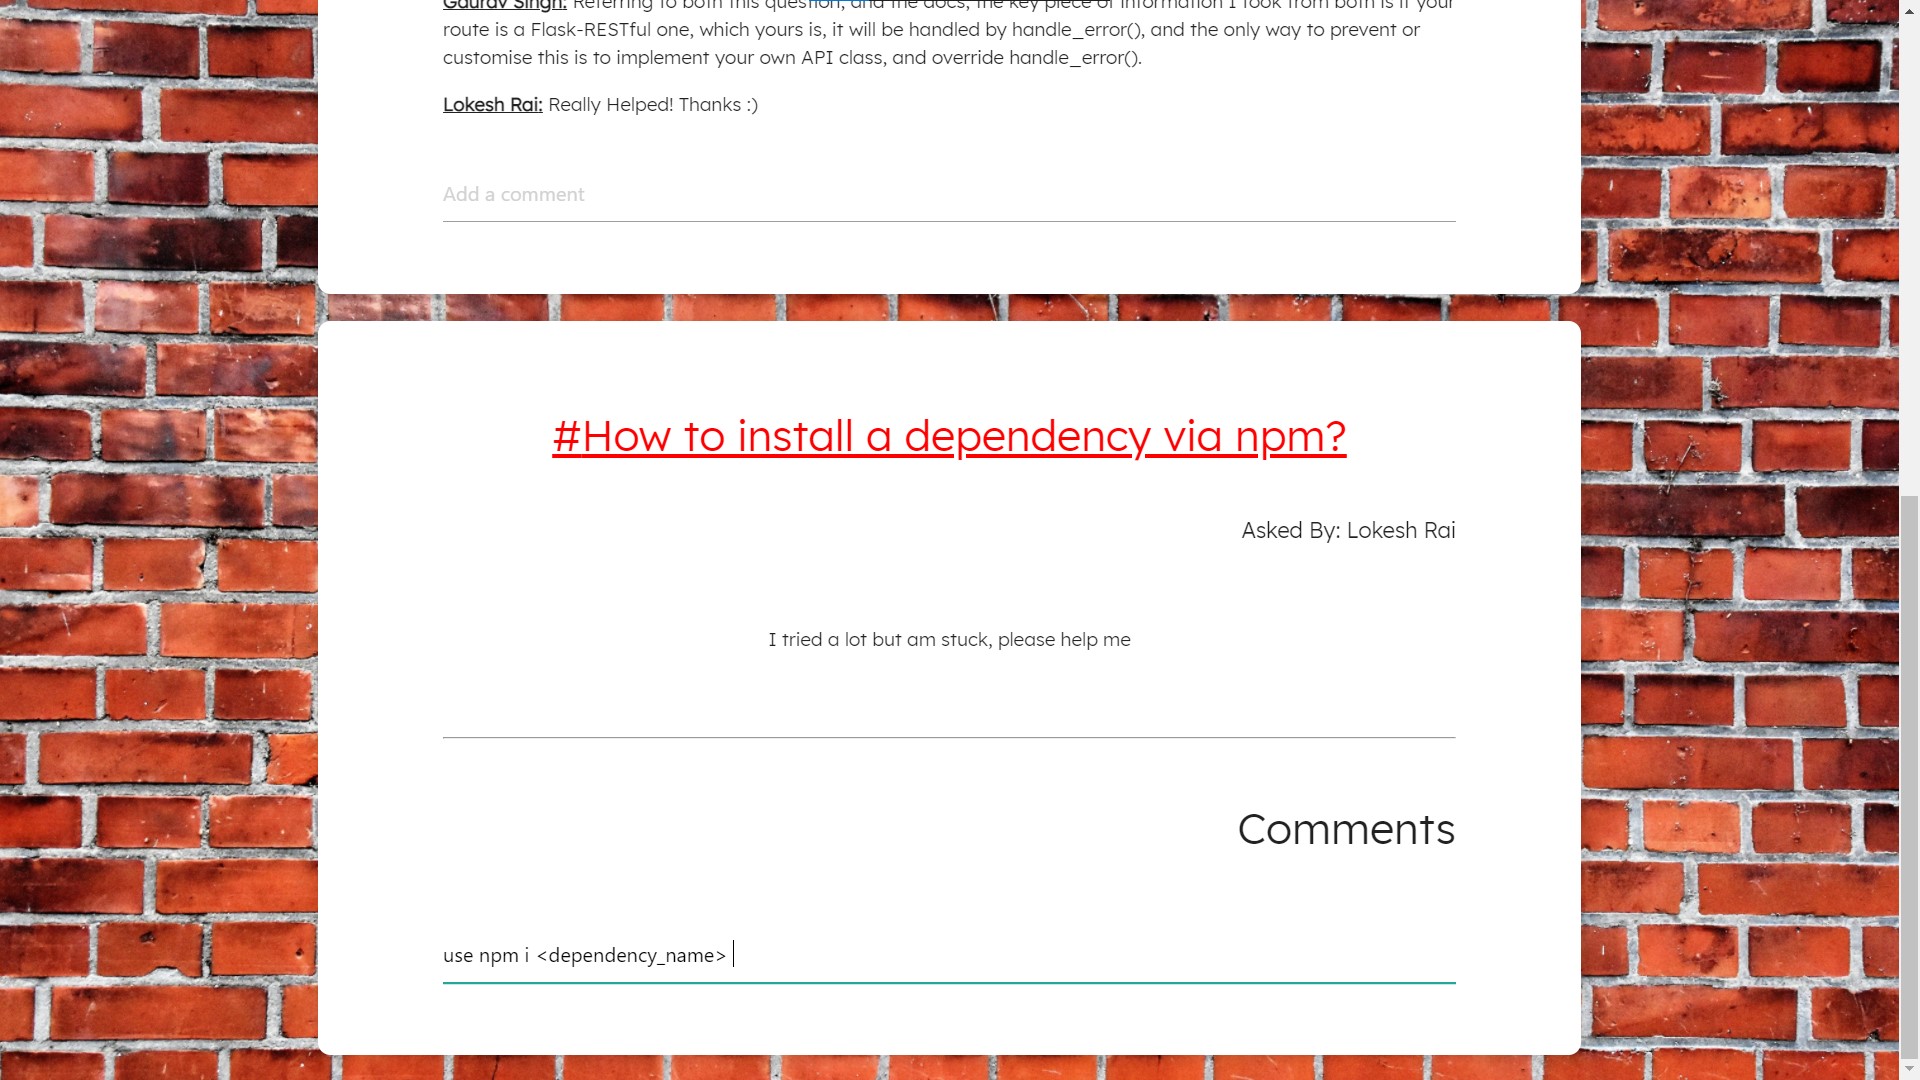 Gaurav Singh: Referring to both this question, and the docs, the key piece of information I took from both is if your
route is a Flask-RESTful one, which yours is, it will be handled by handle_error(), and the only way to prevent or
customise this is to implement your own API class, and override handle_error().
Lokesh Rai: Really Helped! Thanks :)
Add a comment
#How to install a dependency via npm?
Asked By: Lokesh Rai
I tried a lot but am stuck, please help me
Comments
use npm i <dependency_name>